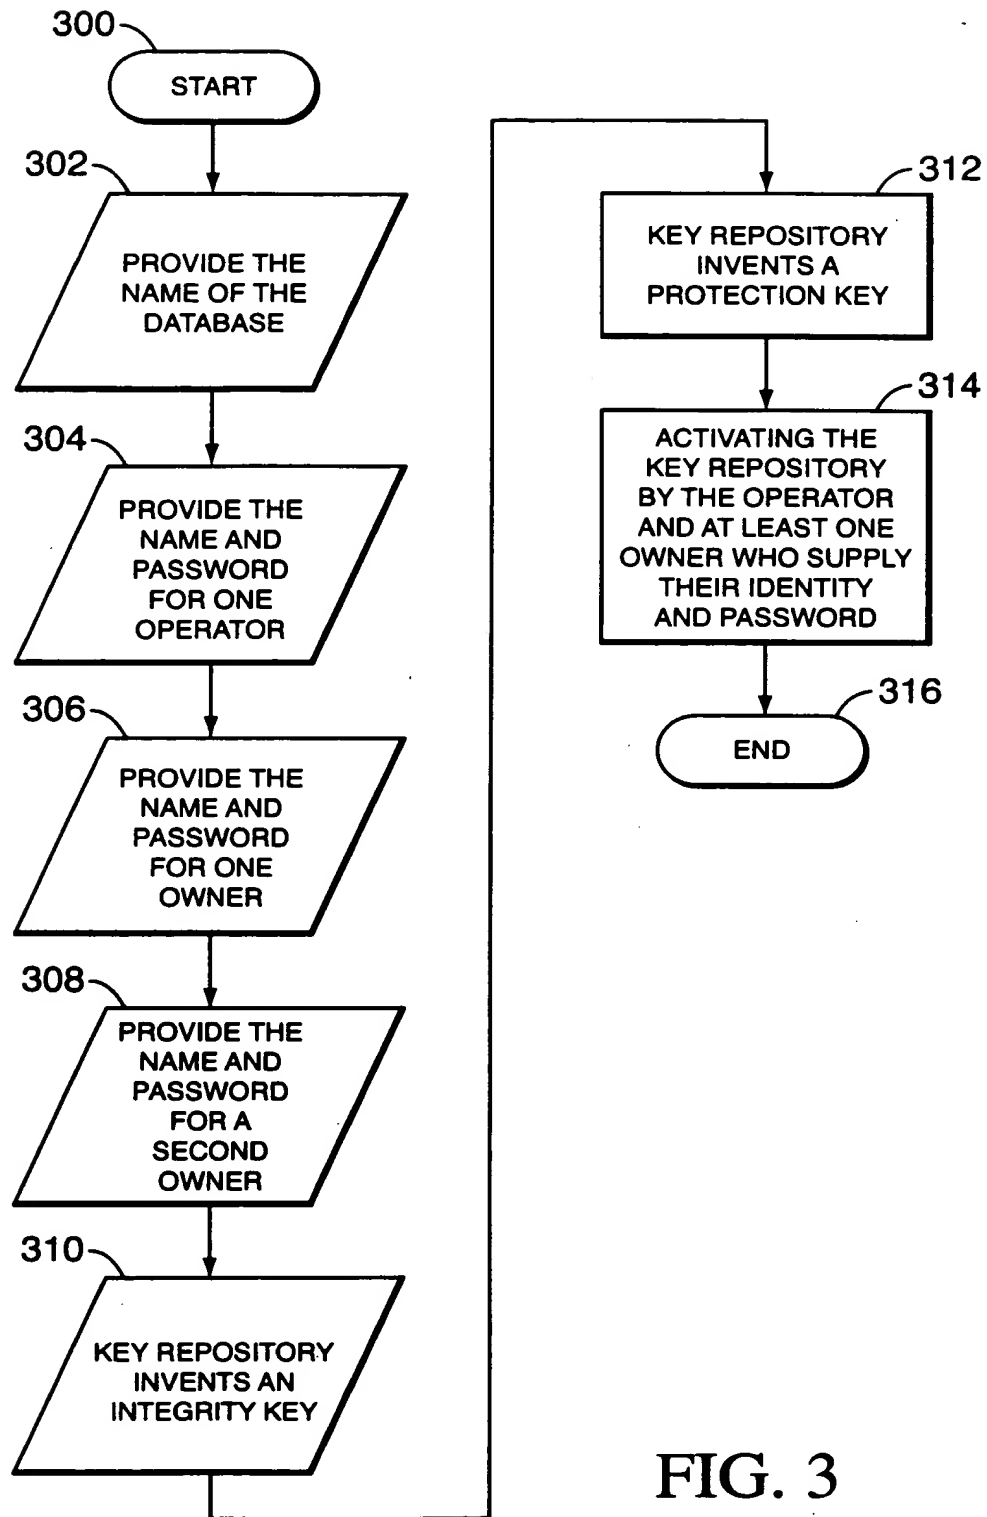 300
START
302
PROVIDE THE
NAME OF THE
DATABASE
304
PROVIDE THE
NAME AND
PASSWORD
FOR ONE
OPERATOR
306
PROVIDE THE
NAME AND
PASSWORD
FOR ONE
OWNER
308
PROVIDE THE
NAME AND
PASSWORD
FOR A
SECOND
OWNER
310
KEY REPOSITORY
INVENTS AN
INTEGRITY KEY
312
KEY REPOSITORY
INVENTS A
PROTECTION KEY
314
ACTIVATING THE
KEY REPOSITORY
BY THE OPERATOR
AND AT LEAST ONE
OWNER WHO SUPPLY
THEIR IDENTITY
AND PASSWORD
316
END
FIG. 3